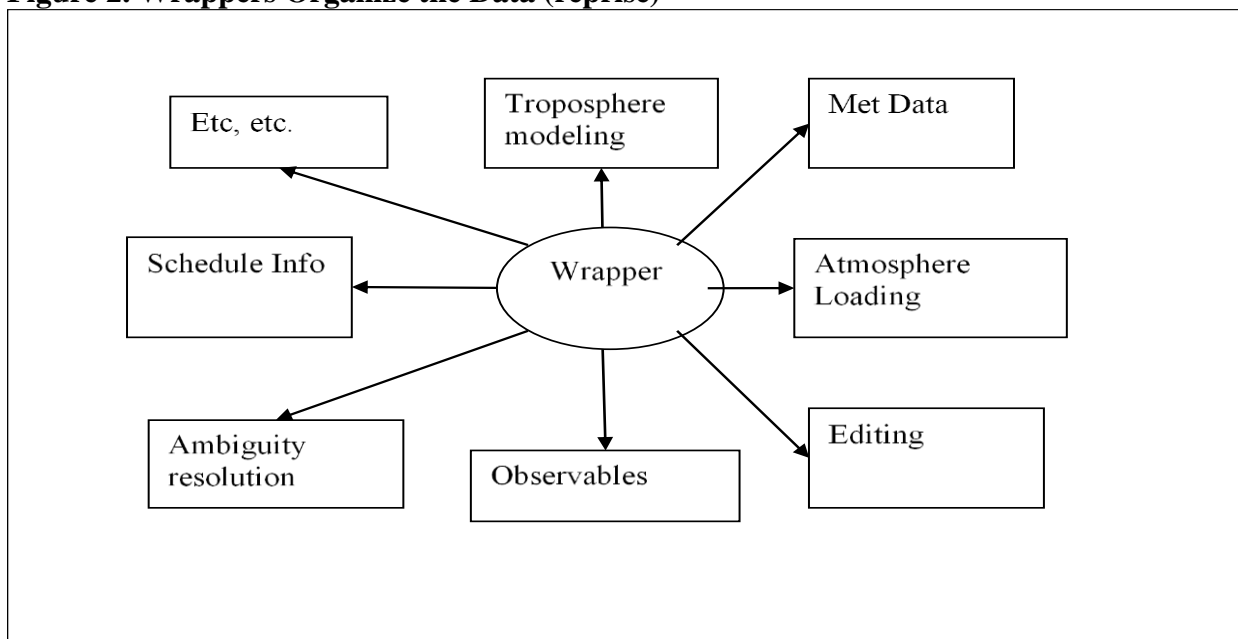 Figure 2. Wrappers Organize the Data (reprise)
Etc, etc.
Troposphere
modeling
Met Data
Schedule Info
Wrapper
Atmosphere
Loading
Ambiguity
resolution
Observables
Editing